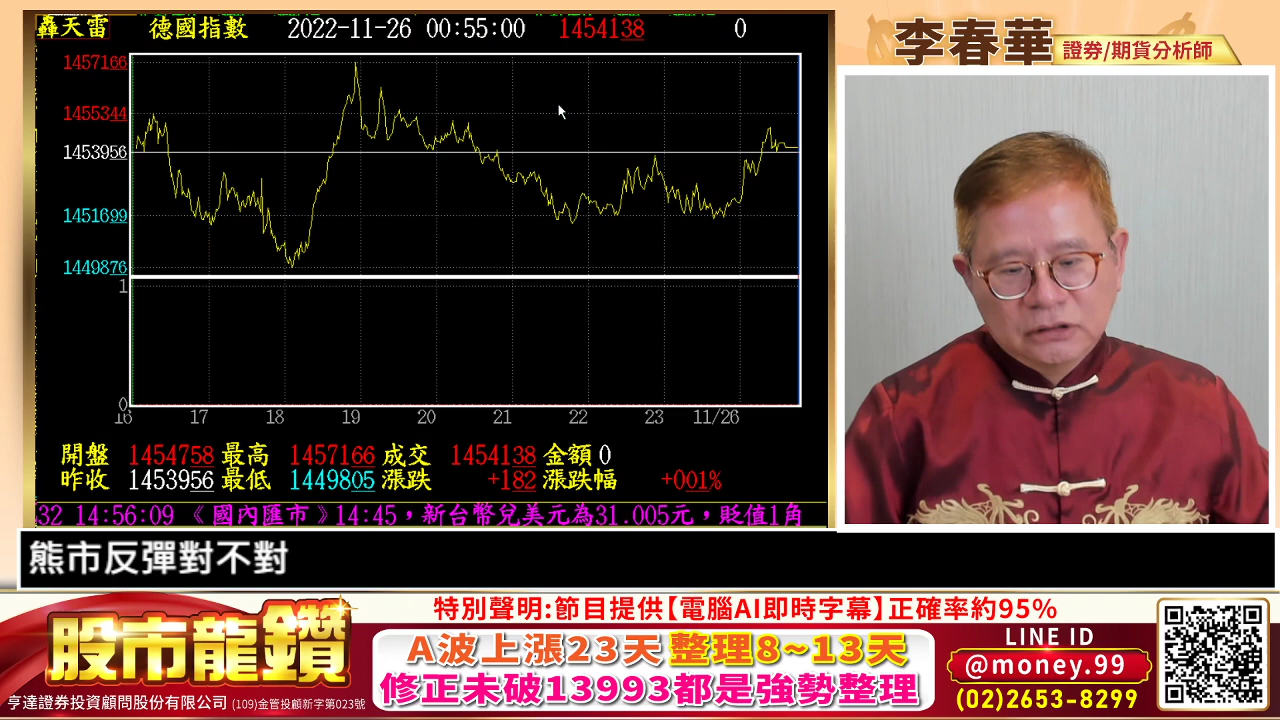 轟天雷 德國指數 2022-11-26 00:55:00 1454138 0
李春華 證券/期貨分析師
1457166
1455344
1453956
1451699
1449876
1
0
16 17 18 19 20 21 22 23 11/26
開盤 1454758 最高 1457166 成交 1454138 金額 0
昨收 1453956 最低 1449805 漲跌 +182 漲跌幅 +001%
32 14:56:09 《國內匯市》14:45，新台幣兌美元為31.005元，貶值1角
熊市反彈對不對
特別聲明:節目提供【電腦AI即時字幕】正確率約95%
股市龍鑽
A波上漲23天 整理8~13天
修正未破13993都是強勢整理
亨達證券投資顧問股份有限公司 (109)金管投顧新字第023號
LINE ID
@money.99
(02)2653-8299